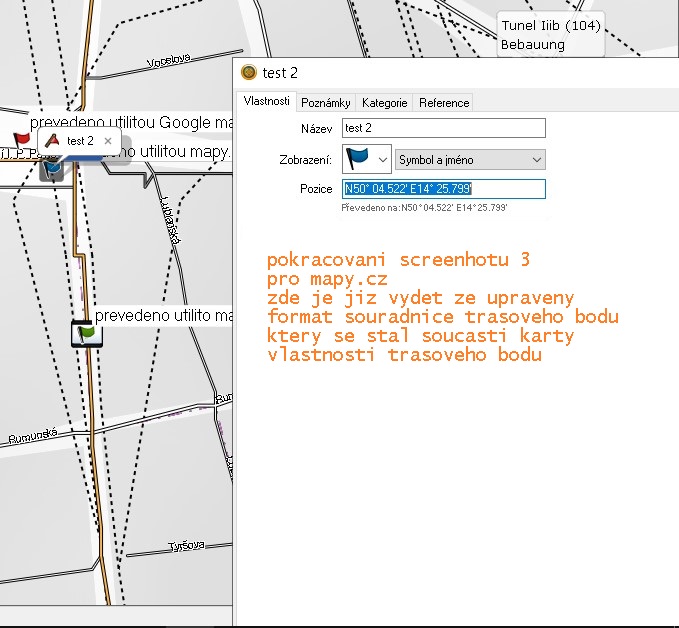 Tunel Iiib (104)
Bebauung
Vocelova
prevedeno utilitou Google ma
test 2
no utilitou mapy.
I.P.Pa
Lublaňská
prevedeno utilito ma
Rumunská
Rum
Tyršova
test 2
Vlastnosti
Poznámky
Kategorie
Reference
Název
test 2
Zobrazení:
Symbol a jméno
Pozice
N50° 04.522' E14° 25.799'
Převedeno na:N50°04.522' E14°25.799'
pokracovani screenhotu 3
pro mapy.cz
zde je jiz vydet ze upraveny
format souradnice trasoveho bodu
ktery se stal soucasti karty
vlastnosti trasoveho bodu